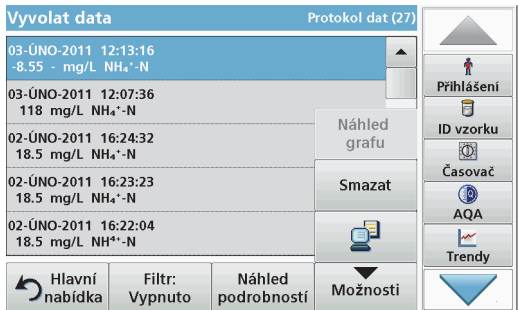 Vyvolat data
Protokol dat (27)
03-ÚNO-2011 12:13:16
-8.55 - mg/L NH₄⁺-N
03-ÚNO-2011 12:07:36
118 mg/L NH₄⁺-N
02-ÚNO-2011 16:24:32
18.5 mg/L NH₄⁺-N
02-ÚNO-2011 16:23:23
18.5 mg/L NH₄⁺-N
02-ÚNO-2011 16:22:04
18.5 mg/L NH⁴⁺-N
Náhled
grafu
Smazat
Hlavní
nabídka
Filtr:
Vypnuto
Náhled
podrobností
Možnosti
Přihlášení
ID vzorku
Časovač
AQA
Trendy